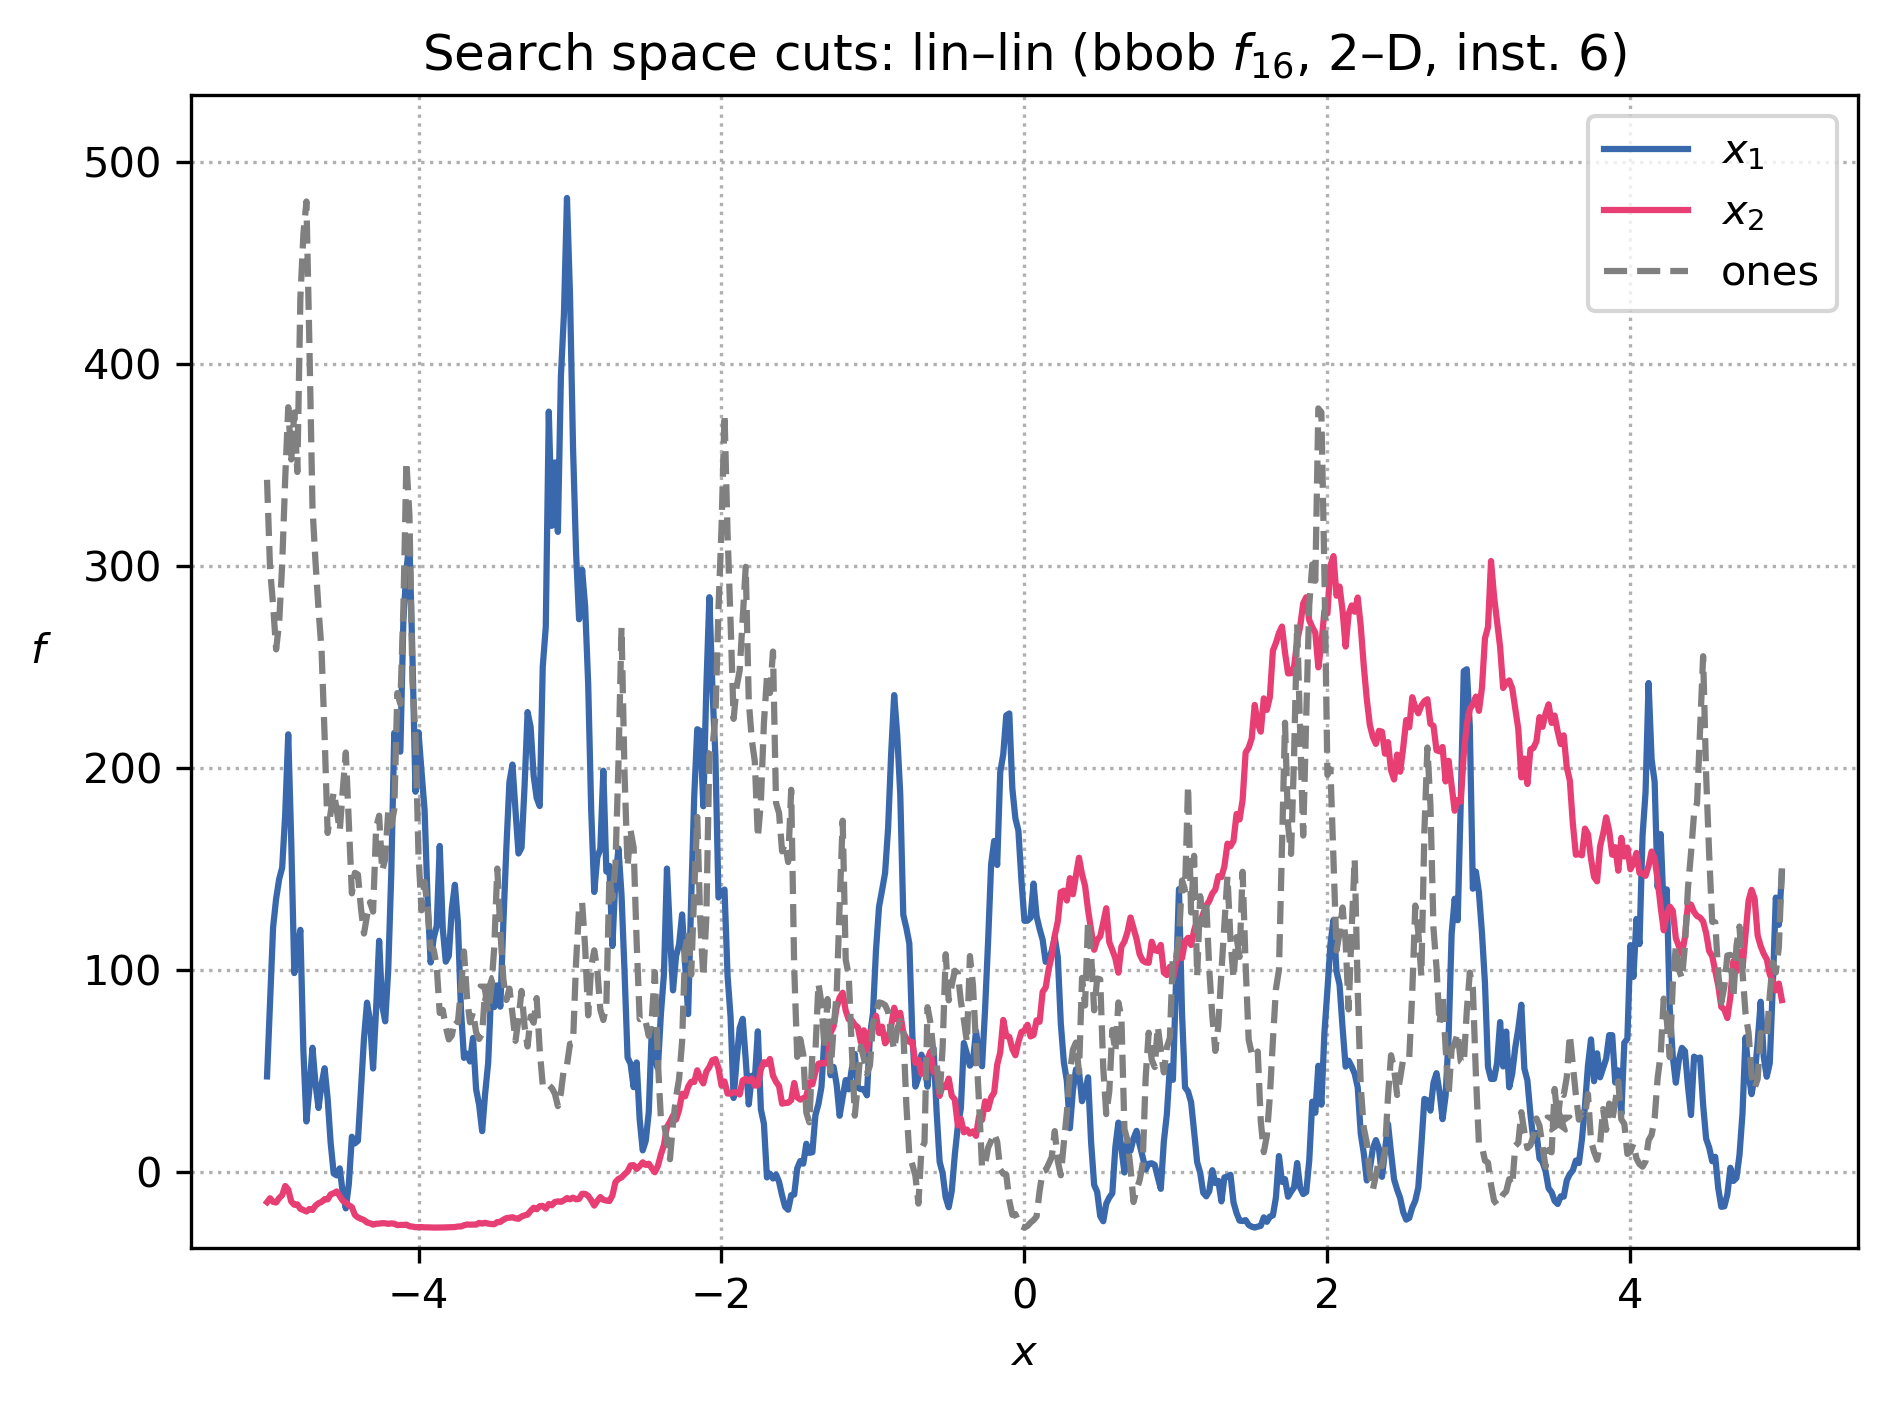 Search space cuts: lin–lin (bbob f16, 2–D, inst. 6)
x1
x2
ones
500
400
300
200
100
0
f
−4
−2
0
2
4
x